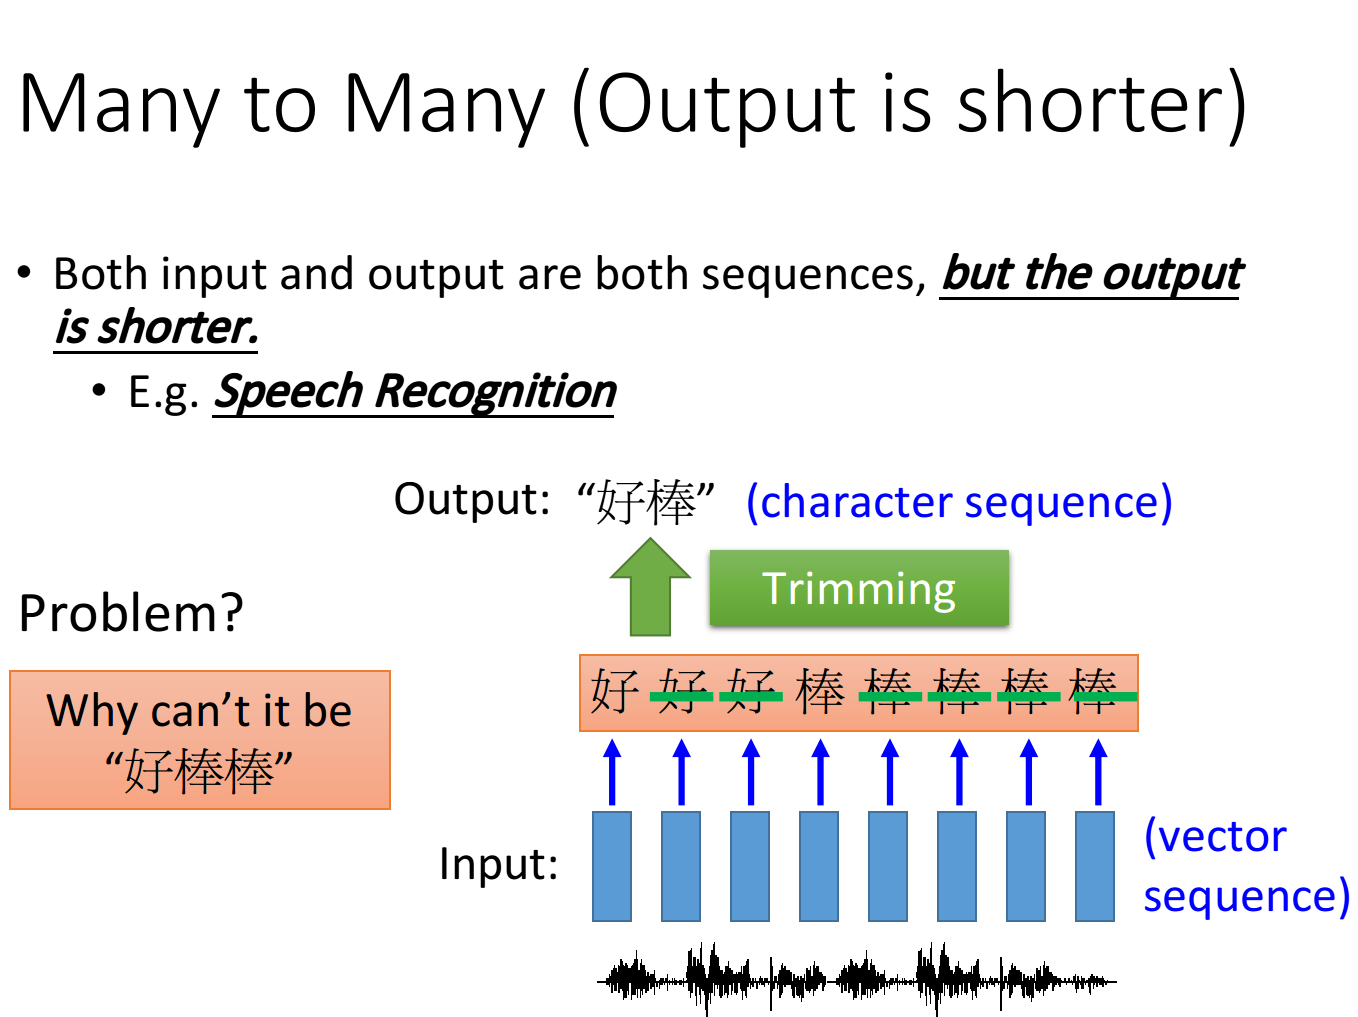 Many to Many (Output is shorter)
• Both input and output are both sequences, but the output
is shorter.
• E.g. Speech Recognition
Output: “好棒” (character sequence)
Trimming
Problem?
好 好 好 棒 棒 棒 棒 棒
Why can’t it be
“好棒棒”
Input:
(vector
sequence)